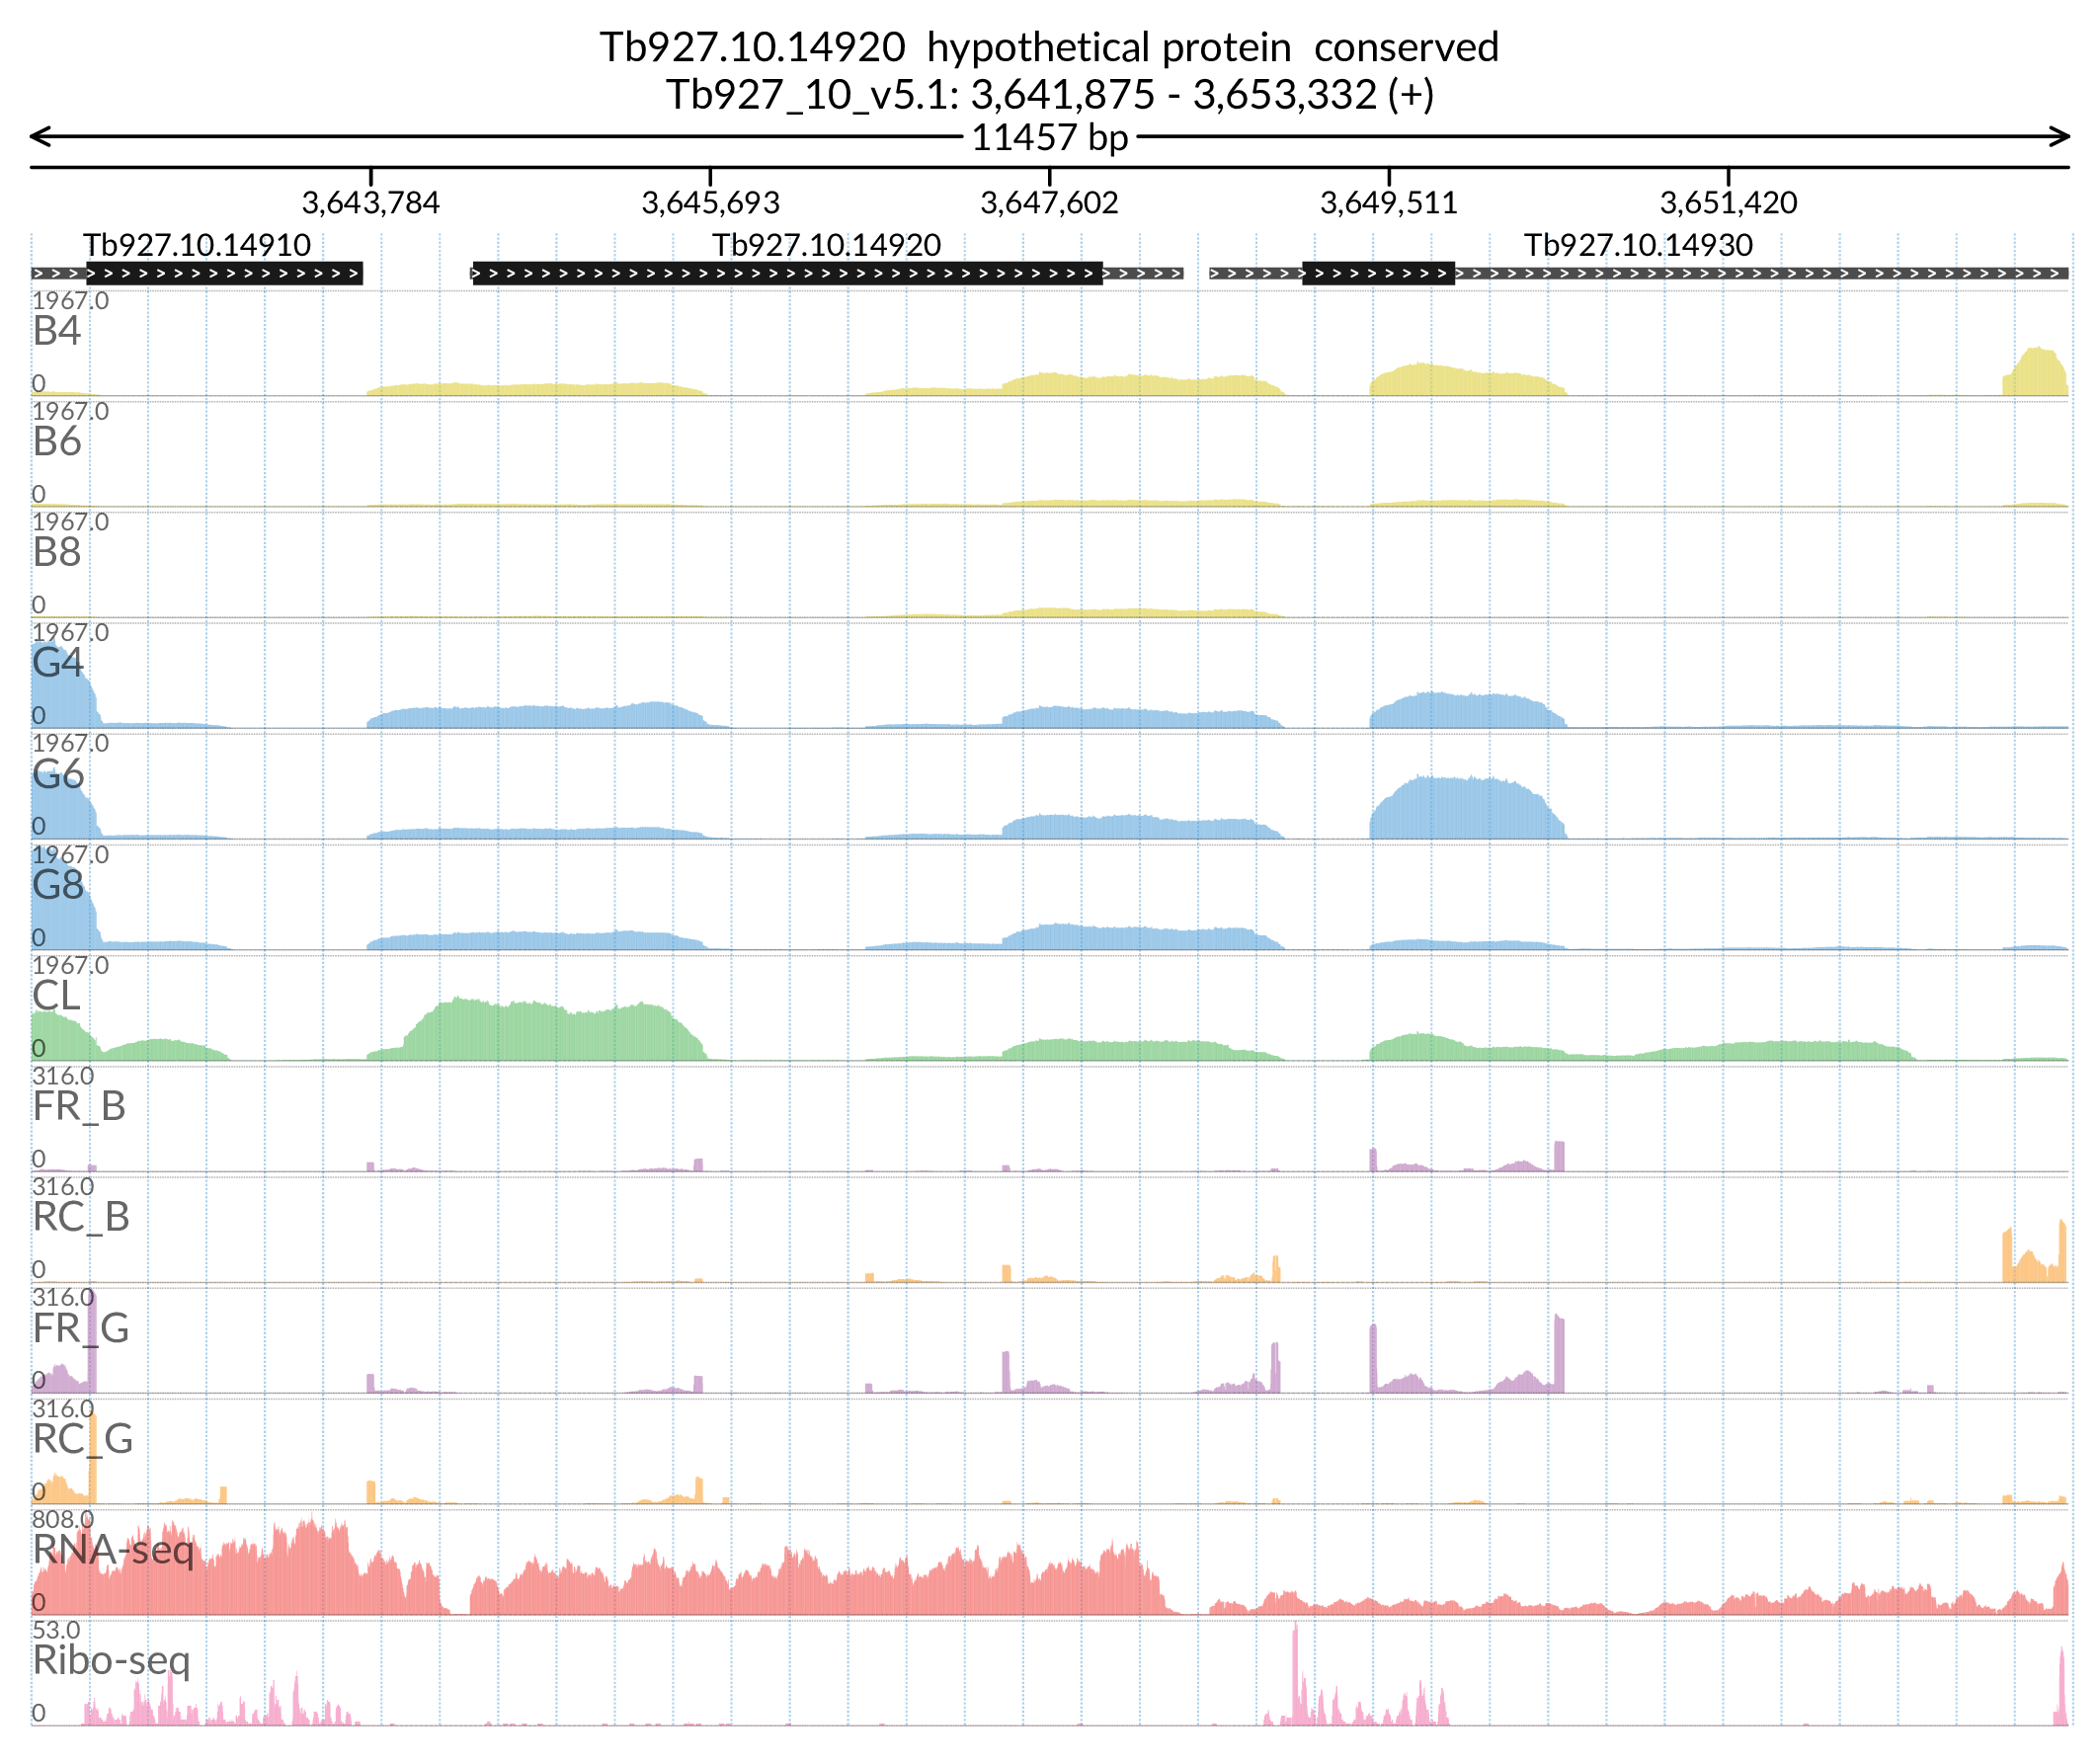 Tb927.10.14920 hypothetical protein conserved
Tb927_10_v5.1: 3,641,875 - 3,653,332 (+)
11457 bp
3,643,784 3,645,693 3,647,602 3,649,511 3,651,420
Tb927.10.14910 Tb927.10.14920 Tb927.10.14930
1967.0
B4
0
1967.0
B6
0
1967.0
B8
0
1967.0
G4
0
1967.0
G6
0
1967.0
G8
0
1967.0
CL
0
316.0
FR_B
0
316.0
RC_B
0
316.0
FR_G
0
316.0
RC_G
0
808.0
RNA-seq
0
53.0
Ribo-seq
0